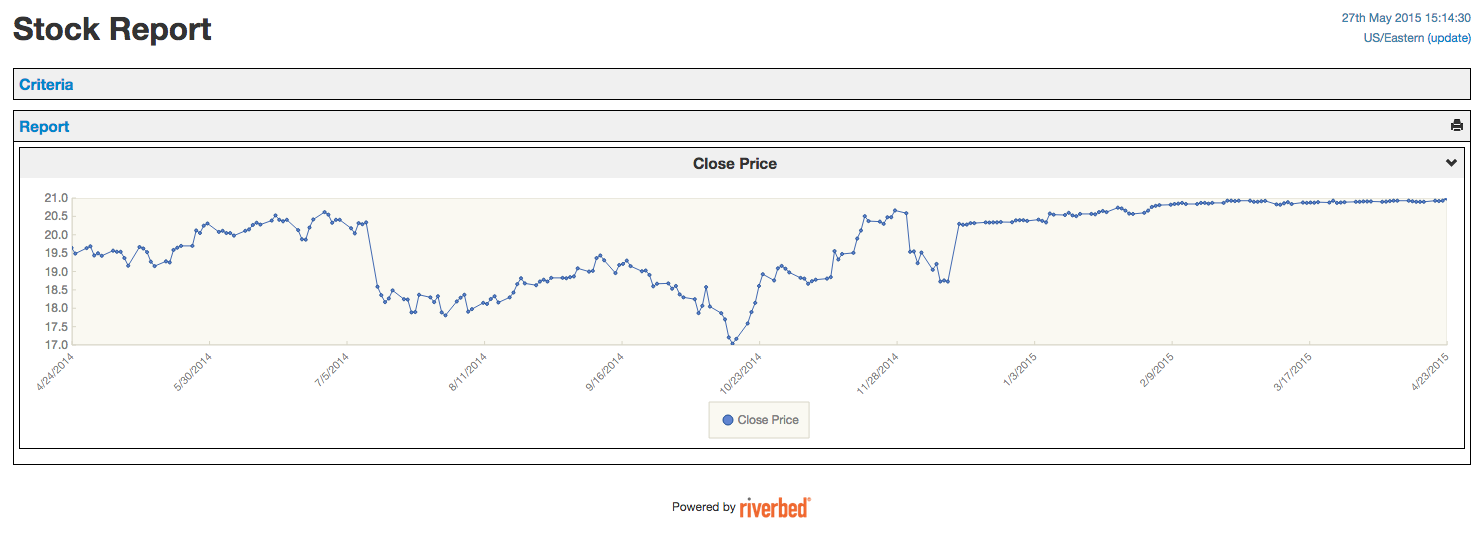 Stock Report
27th May 2015 15:14:30
US/Eastern (update)
Criteria
Report
Close Price
21.0
20.5
20.0
19.5
19.0
18.5
18.0
17.5
17.0
4/24/2014
5/30/2014
7/5/2014
8/11/2014
9/16/2014
10/23/2014
11/28/2014
1/3/2015
2/9/2015
3/17/2015
4/23/2015
Close Price
Powered by riverbed®